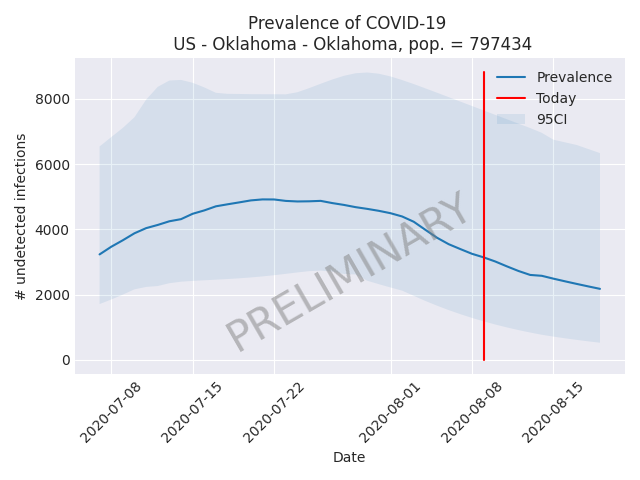 Prevalence of COVID-19
US - Oklahoma - Oklahoma, pop. = 797434
Prevalence
Today
95CI
8000
6000
4000
2000
0
# undetected infections
PRELIMINARY
2020-07-08
2020-07-15
2020-07-22
2020-08-01
2020-08-08
2020-08-15
Date